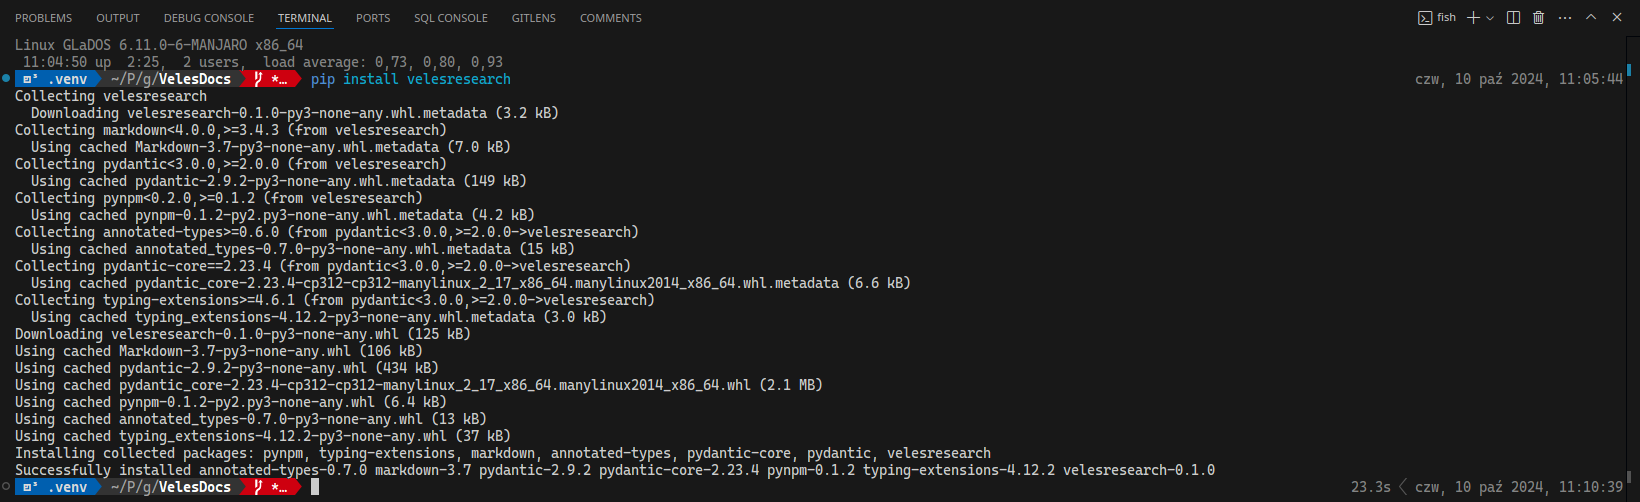 PROBLEMS OUTPUT DEBUG CONSOLE TERMINAL PORTS SQL CONSOLE GITLENS COMMENTS fish
Linux GLaDOS 6.11.0-6-MANJARO x86_64
11:04:50 up 2:25, 2 users, load average: 0,73, 0,80, 0,93
.venv ~/P/g/VelesDocs *… pip install velesresearch czw, 10 paź 2024, 11:05:44
Collecting velesresearch
Downloading velesresearch-0.1.0-py3-none-any.whl.metadata (3.2 kB)
Collecting markdown<4.0.0,>=3.4.3 (from velesresearch)
Using cached Markdown-3.7-py3-none-any.whl.metadata (7.0 kB)
Collecting pydantic<3.0.0,>=2.0.0 (from velesresearch)
Using cached pydantic-2.9.2-py3-none-any.whl.metadata (149 kB)
Collecting pynpm<0.2.0,>=0.1.2 (from velesresearch)
Using cached pynpm-0.1.2-py2.py3-none-any.whl.metadata (4.2 kB)
Collecting annotated-types>=0.6.0 (from pydantic<3.0.0,>=2.0.0->velesresearch)
Using cached annotated_types-0.7.0-py3-none-any.whl.metadata (15 kB)
Collecting pydantic-core==2.23.4 (from pydantic<3.0.0,>=2.0.0->velesresearch)
Using cached pydantic_core-2.23.4-cp312-cp312-manylinux_2_17_x86_64.manylinux2014_x86_64.whl.metadata (6.6 kB)
Collecting typing-extensions>=4.6.1 (from pydantic<3.0.0,>=2.0.0->velesresearch)
Using cached typing_extensions-4.12.2-py3-none-any.whl.metadata (3.0 kB)
Downloading velesresearch-0.1.0-py3-none-any.whl (125 kB)
Using cached Markdown-3.7-py3-none-any.whl (106 kB)
Using cached pydantic-2.9.2-py3-none-any.whl (434 kB)
Using cached pydantic_core-2.23.4-cp312-cp312-manylinux_2_17_x86_64.manylinux2014_x86_64.whl (2.1 MB)
Using cached pynpm-0.1.2-py2.py3-none-any.whl (6.4 kB)
Using cached annotated_types-0.7.0-py3-none-any.whl (13 kB)
Using cached typing_extensions-4.12.2-py3-none-any.whl (37 kB)
Installing collected packages: pynpm, typing-extensions, markdown, annotated-types, pydantic-core, pydantic, velesresearch
Successfully installed annotated-types-0.7.0 markdown-3.7 pydantic-2.9.2 pydantic-core-2.23.4 pynpm-0.1.2 typing-extensions-4.12.2 velesresearch-0.1.0
.venv ~/P/g/VelesDocs *… 23.3s czw, 10 paź 2024, 11:10:39